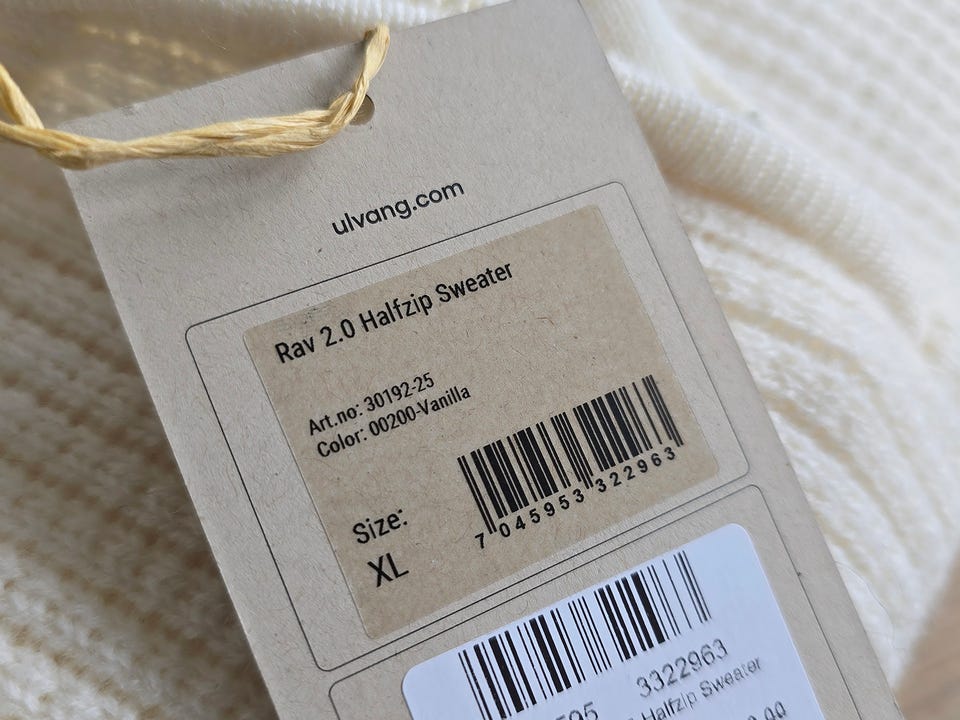 ulvang.com
Rav 2.0 Halfzip Sweater
Art.no: 30192-25
Color: 00200-Vanilla
Size:
XL
7 045953 322963
3322963
Halfzip Sweater